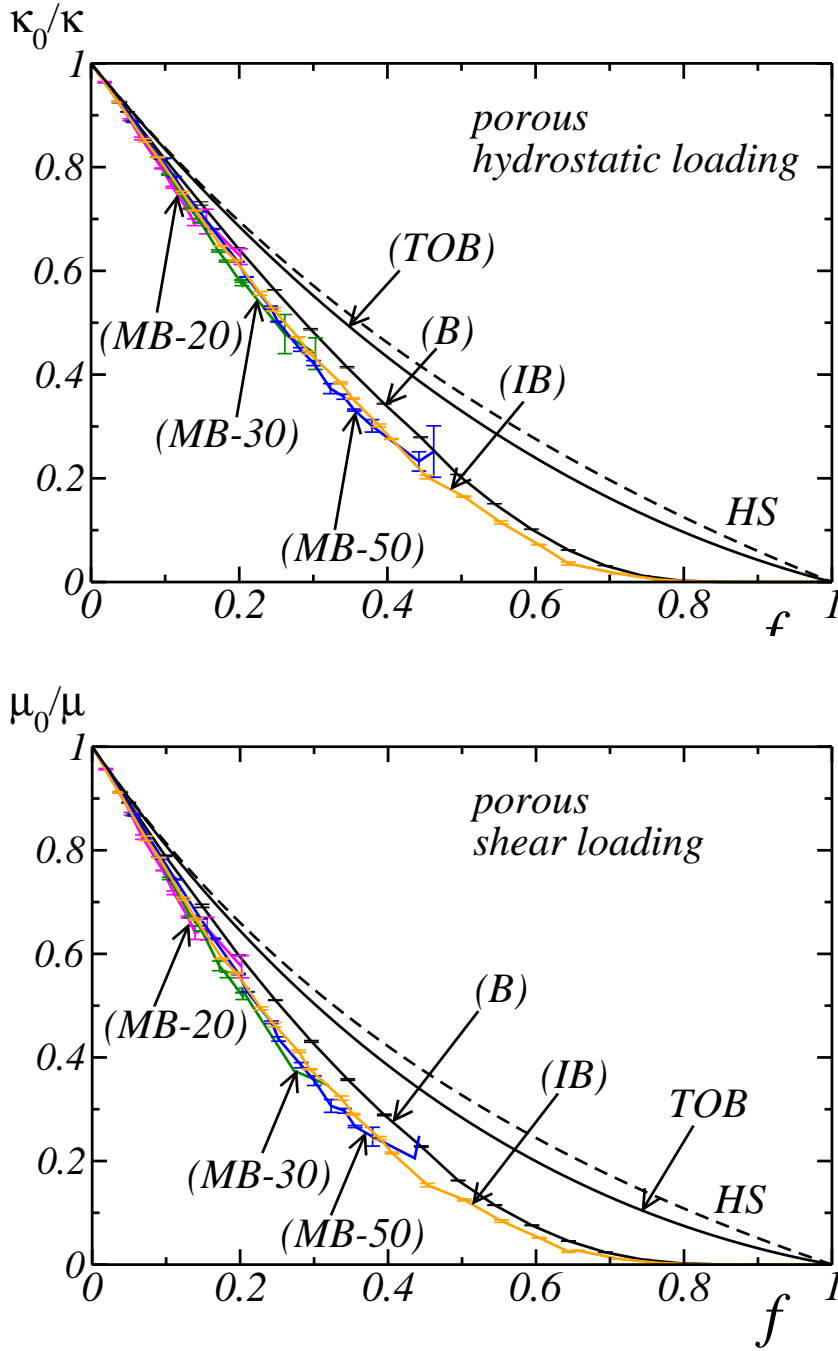 κ0/κ
1
porous
hydrostatic loading
0.8
(TOB)
0.6
(B)
(MB-20)
(IB)
0.4
(MB-30)
0.2
HS
(MB-50)
0
0 0.2 0.4 0.6 0.8 1
f
μ0/μ
1
porous
shear loading
0.8
0.6
(B)
(MB-20)
(IB)
0.4
TOB
(MB-30)
0.2
HS
(MB-50)
0
0 0.2 0.4 0.6 0.8 1
f